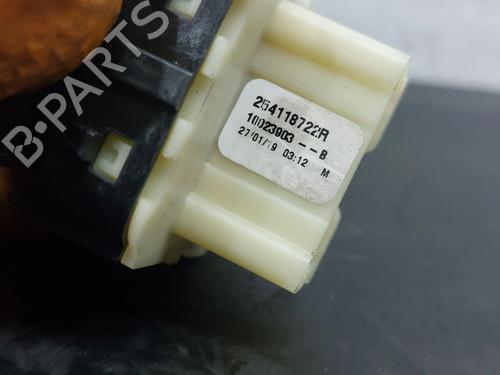 254118722R
10023903--B
27/01/19 03:12 M
B-PARTS